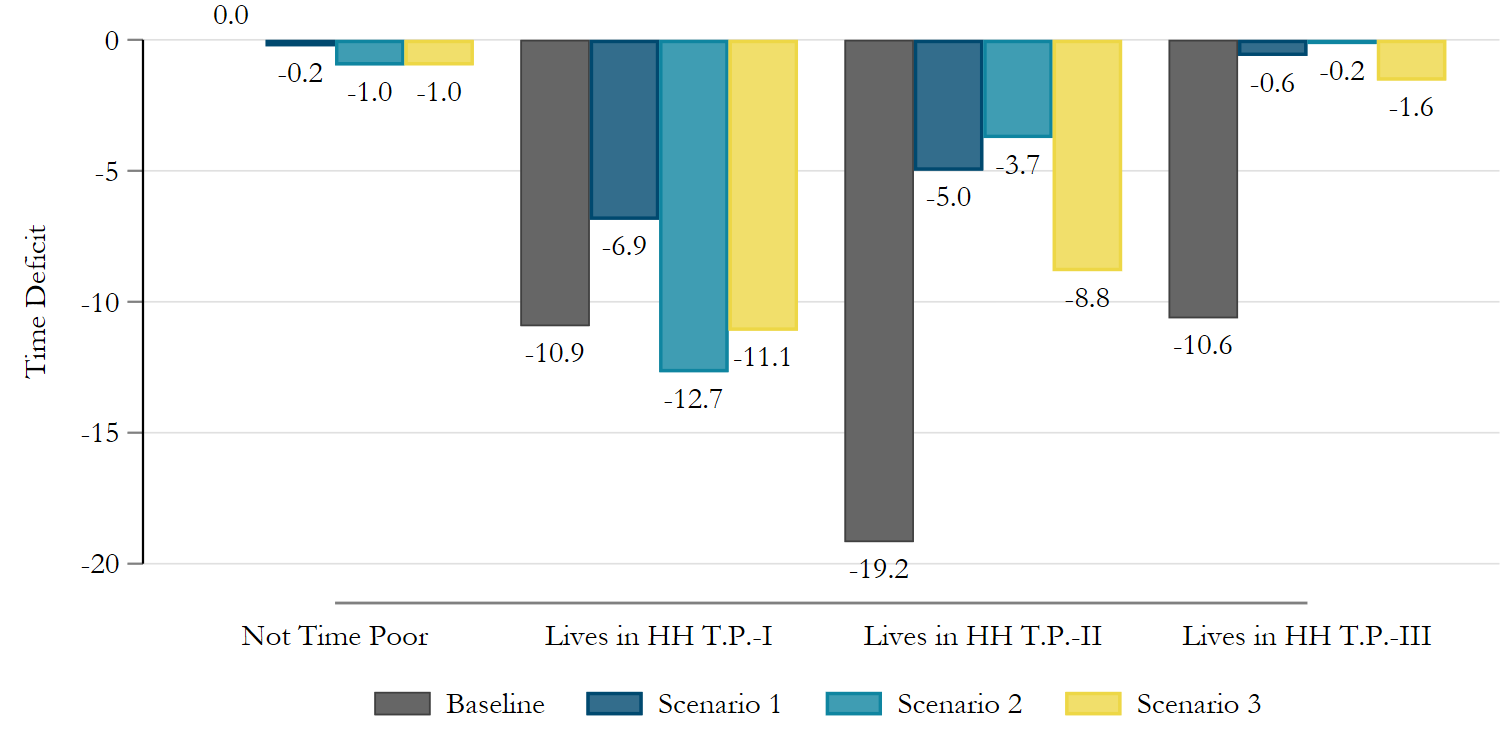 0.0
0
-0.2
-1.0
-1.0
-0.6
-0.2
-1.6
-5
-3.7
-5.0
-6.9
-10
-8.8
-10.9
-11.1
-10.6
-12.7
-15
-20
-19.2
Time Deficit
Not Time Poor
Lives in HH T.P.-I
Lives in HH T.P.-II
Lives in HH T.P.-III
Baseline
Scenario 1
Scenario 2
Scenario 3